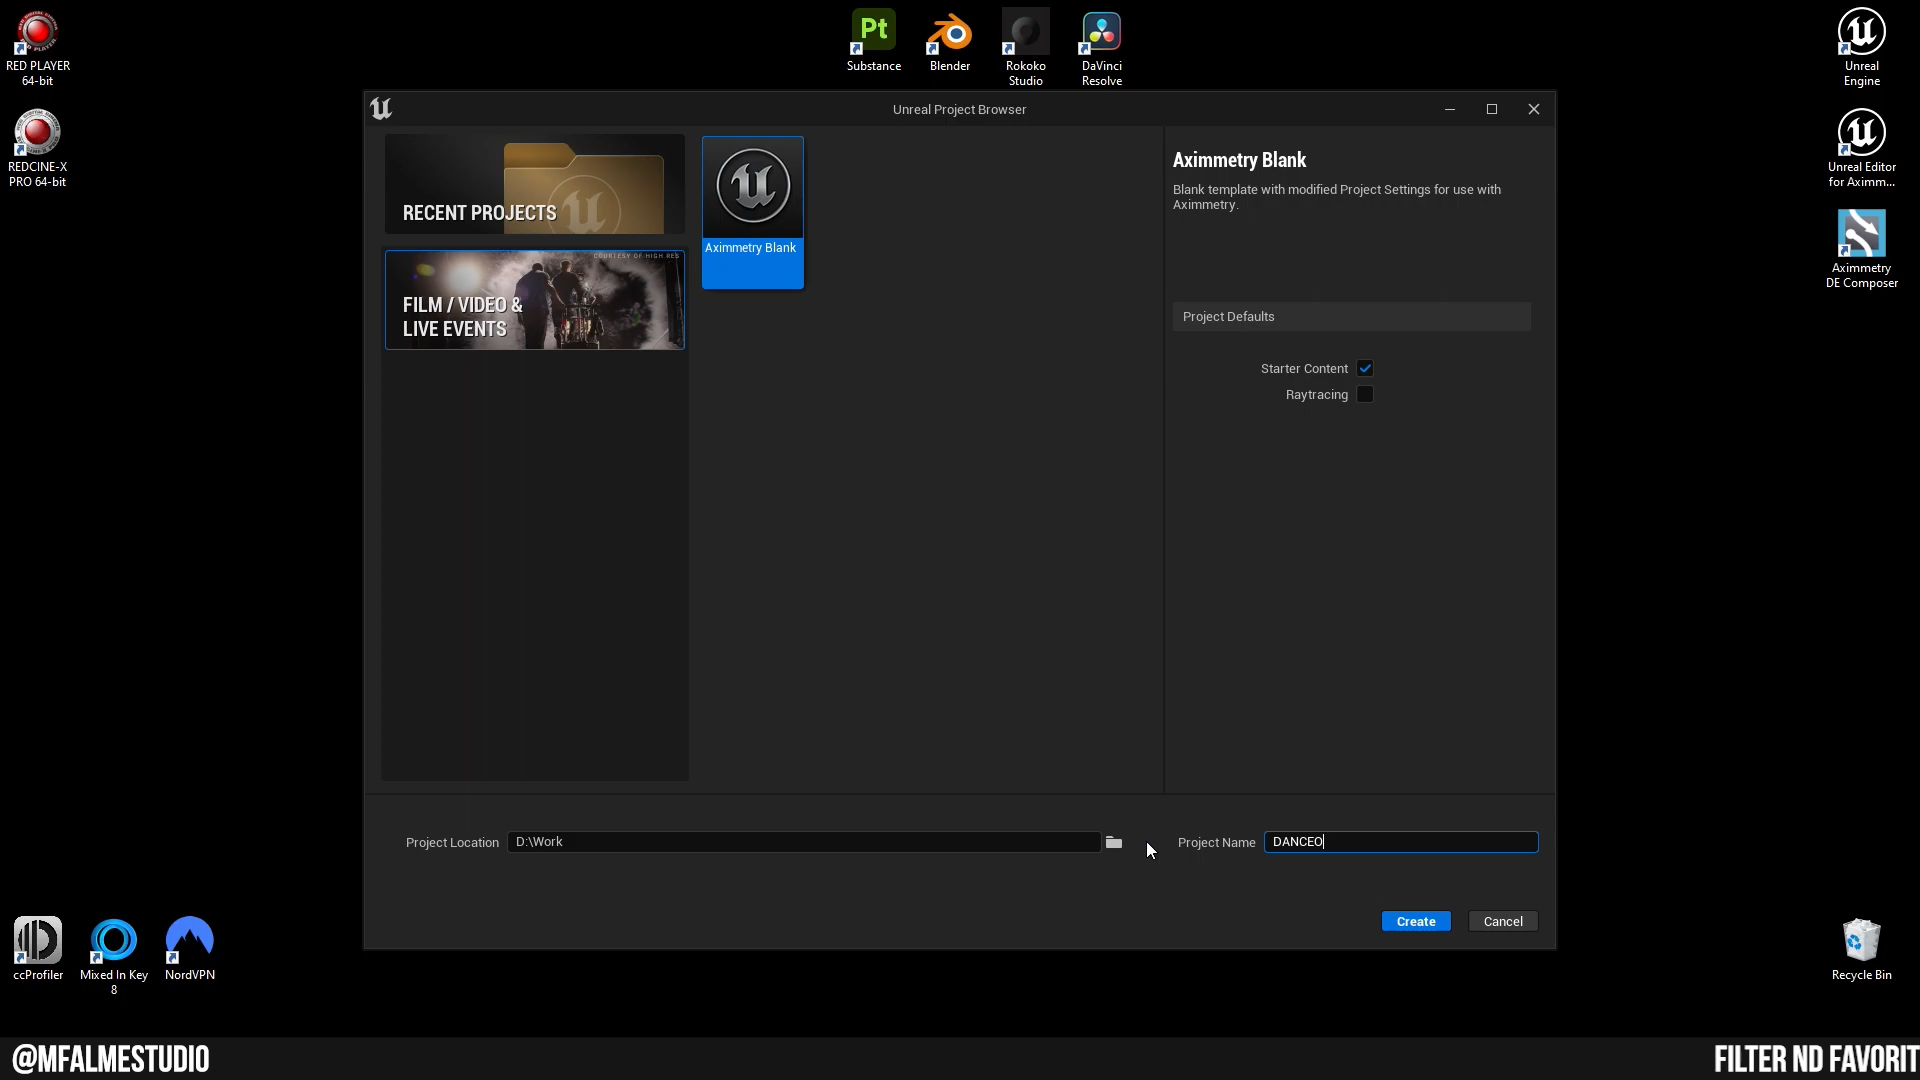 RED PLAYER
64-bit
REDCINE-X
PRO 64-bit
Pt
Substance
Blender
Rokoko
Studio
DaVinci
Resolve
Unreal
Engine
Unreal Editor
for Aximm...
Aximmetry
DE Composer
Unreal Project Browser
RECENT PROJECTS
COURTESY OF HIGH RES
FILM / VIDEO &
LIVE EVENTS
Aximmetry Blank
Aximmetry Blank
Blank template with modified Project Settings for use with
Aximmetry.
Project Defaults
Starter Content
Raytracing
Project Location
D:\Work
Project Name
DANCEO
Create
Cancel
ccProfiler
Mixed In Key
8
NordVPN
Recycle Bin
@MFALMESTUDIO
FILTER ND FAVORIT